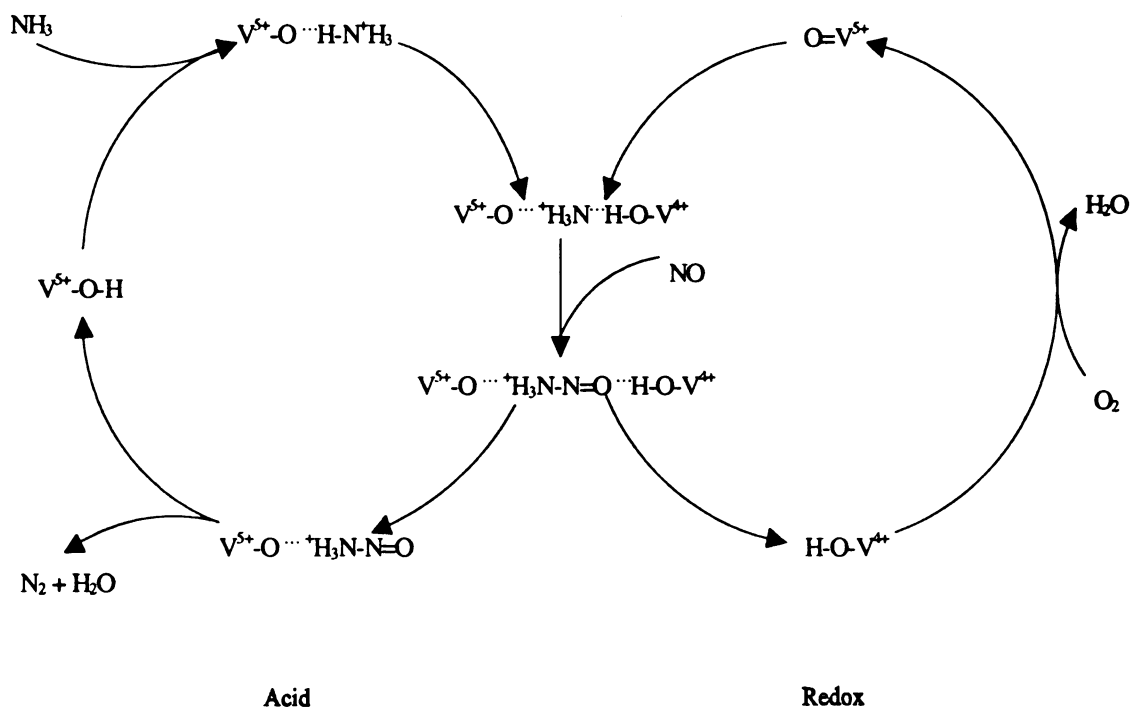 NH₃
V⁵⁺-O ··· H-N⁺H₃
O=V⁵⁺
V⁵⁺-O ··· ⁺H₃N ··· H-O-V⁴⁺
H₂O
NO
V⁵⁺-O-H
V⁵⁺-O ··· ⁺H₃N-N=O ··· H-O-V⁴⁺
O₂
V⁵⁺-O ··· ⁺H₃N-N=O
H-O-V⁴⁺
N₂ + H₂O
Acid
Redox